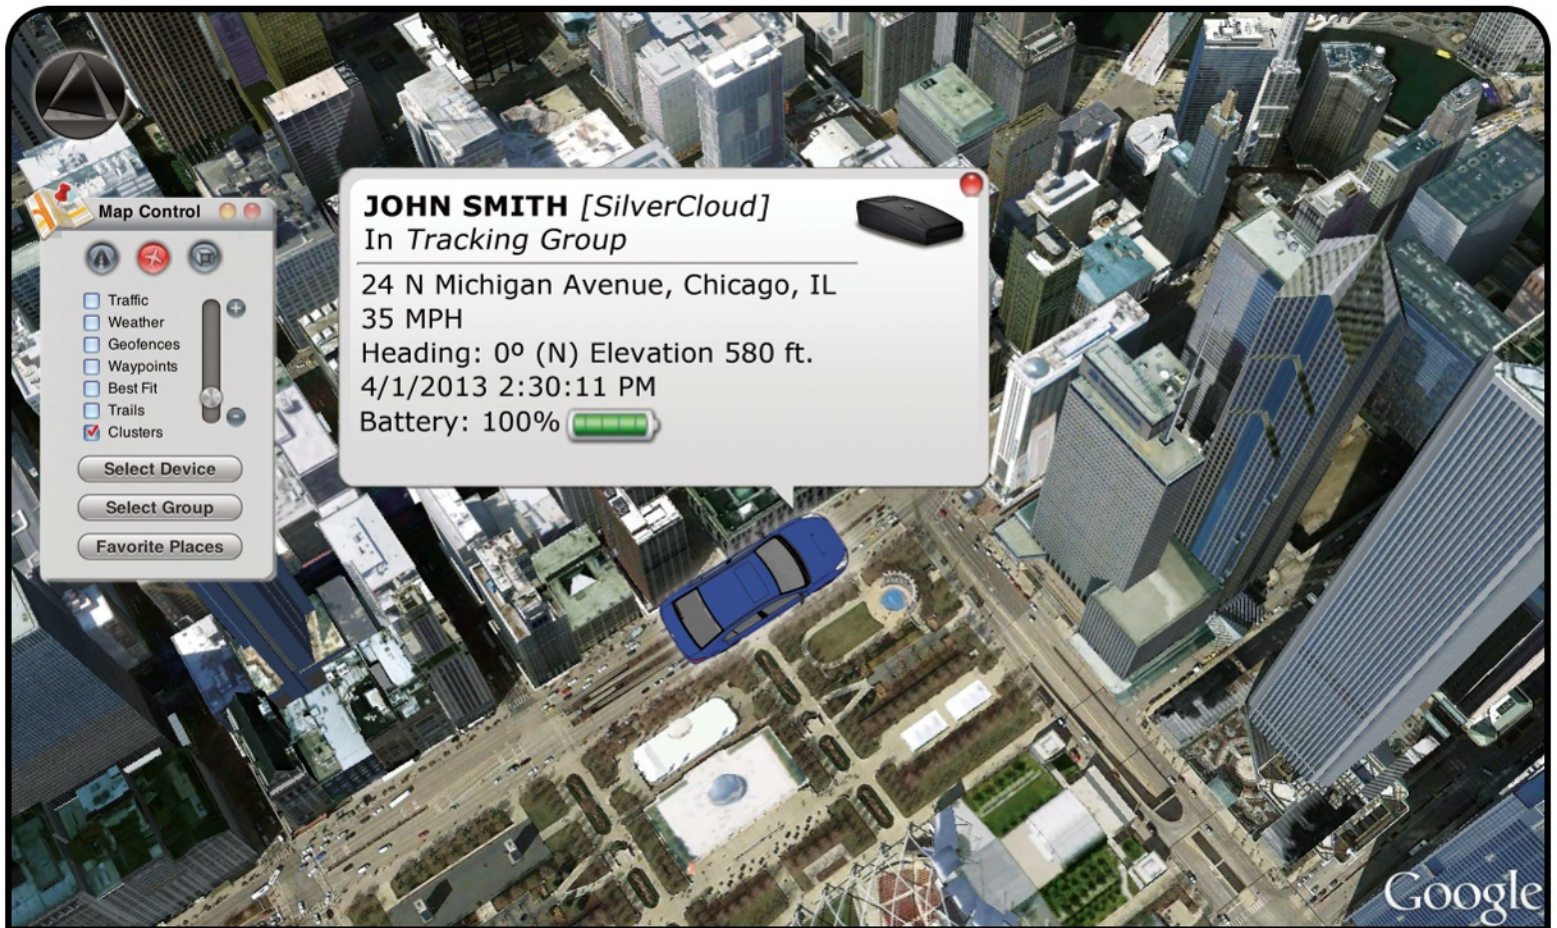 Map Control
Traffic
Weather
Geofences
Waypoints
Best Fit
Trails
Clusters
Select Device
Select Group
Favorite Places
JOHN SMITH [SilverCloud]
In Tracking Group
24 N Michigan Avenue, Chicago, IL
35 MPH
Heading: 0º (N) Elevation 580 ft.
4/1/2013 2:30:11 PM
Battery: 100%
Google